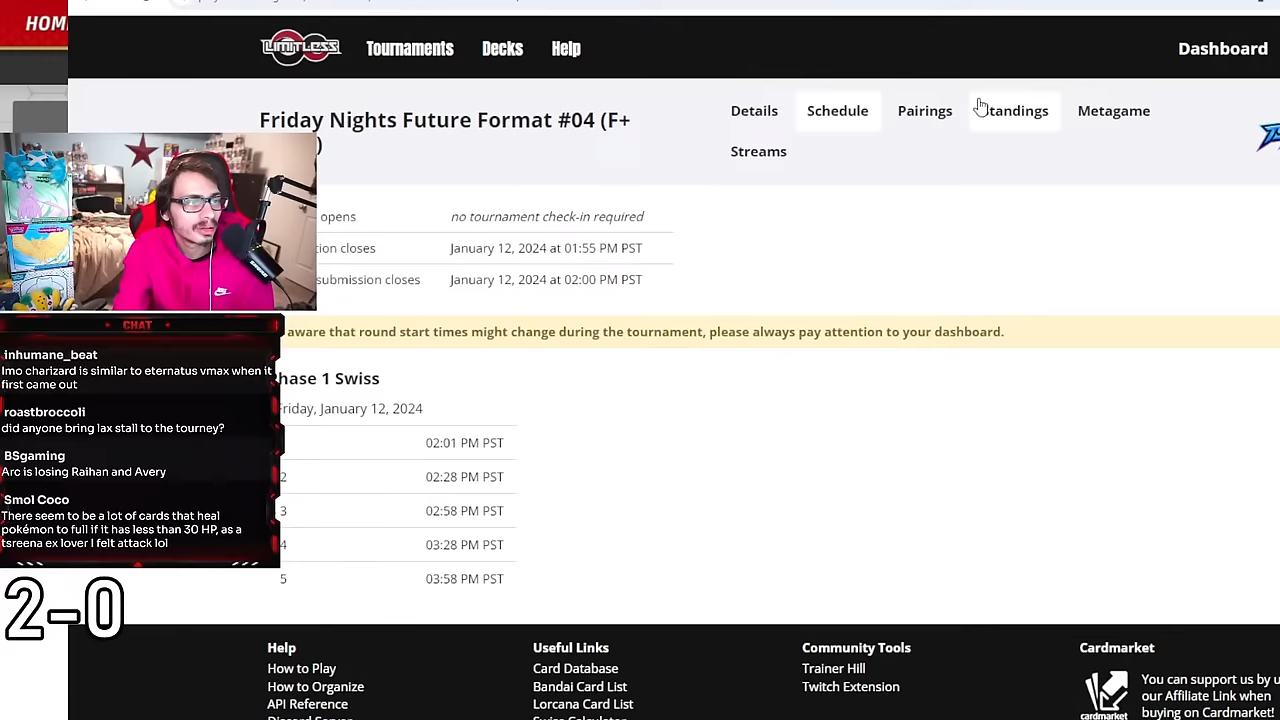 HOM
LIMITLESS
Tournaments
Decks
Help
Dashboard
Friday Nights Future Format #04 (F+
)
Details
Schedule
Pairings
Standings
Metagame
Streams
opens
no tournament check-in required
tion closes
January 12, 2024 at 01:55 PM PST
submission closes
January 12, 2024 at 02:00 PM PST
aware that round start times might change during the tournament, please always pay attention to your dashboard.
CHAT
inhumane_beat
Imo charizard is similar to eternatus vmax when it
first came out
roastbroccoli
did anyone bring lax stall to the tourney?
BSgaming
Arc is losing Raihan and Avery
Smol Coco
There seem to be a lot of cards that heal
pokémon to full if it has less than 30 HP, as a
tsreena ex lover I felt attack lol
2-0
Phase 1 Swiss
Friday, January 12, 2024
02:01 PM PST
2
02:28 PM PST
3
02:58 PM PST
4
03:28 PM PST
5
03:58 PM PST
Help
How to Play
How to Organize
API Reference
Useful Links
Card Database
Bandai Card List
Lorcana Card List
Community Tools
Trainer Hill
Twitch Extension
Cardmarket
cardmarket
You can support us by u
our Affiliate Link when
buying on Cardmarket!